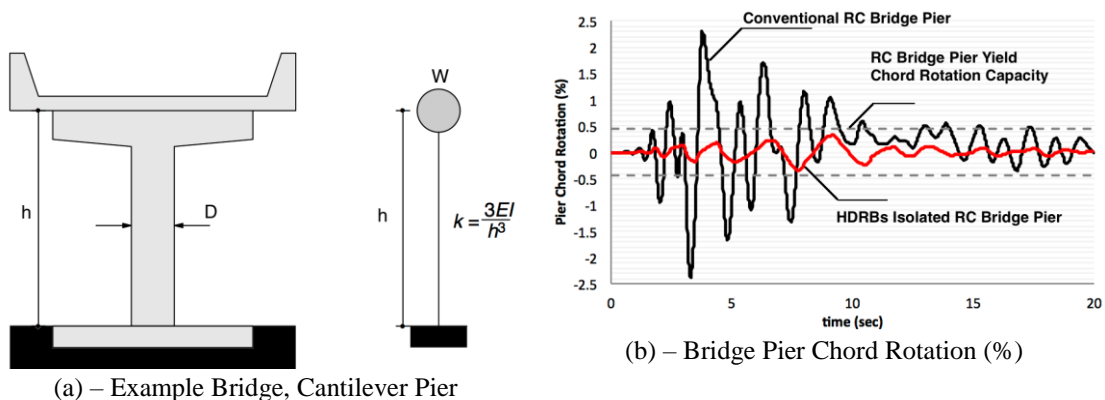 h
D
W
h
k = 3EI/h³
(a) – Example Bridge, Cantilever Pier
Pier Chord Rotation (%)
2.5
2
1.5
1
0.5
0
-0.5
-1
-1.5
-2
2.5
Conventional RC Bridge Pier
RC Bridge Pier Yield
Chord Rotation Capacity
HDRBs Isolated RC Bridge Pier
0
5
10
15
20
time (sec)
(b) – Bridge Pier Chord Rotation (%)